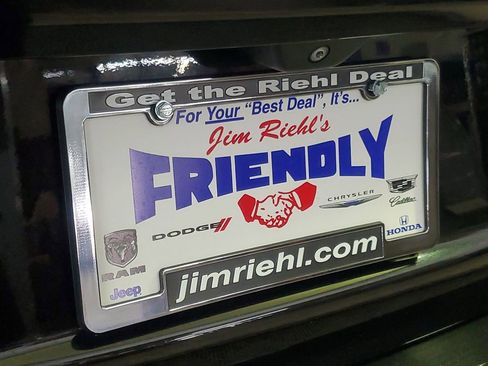 Get the Riehl Deal
For Your "Best Deal", It's...
Jim Riehl's
FRIENDLY
DODGE
CHRYSLER
Cadillac
RAM
HONDA
Jeep
jimriehl.com